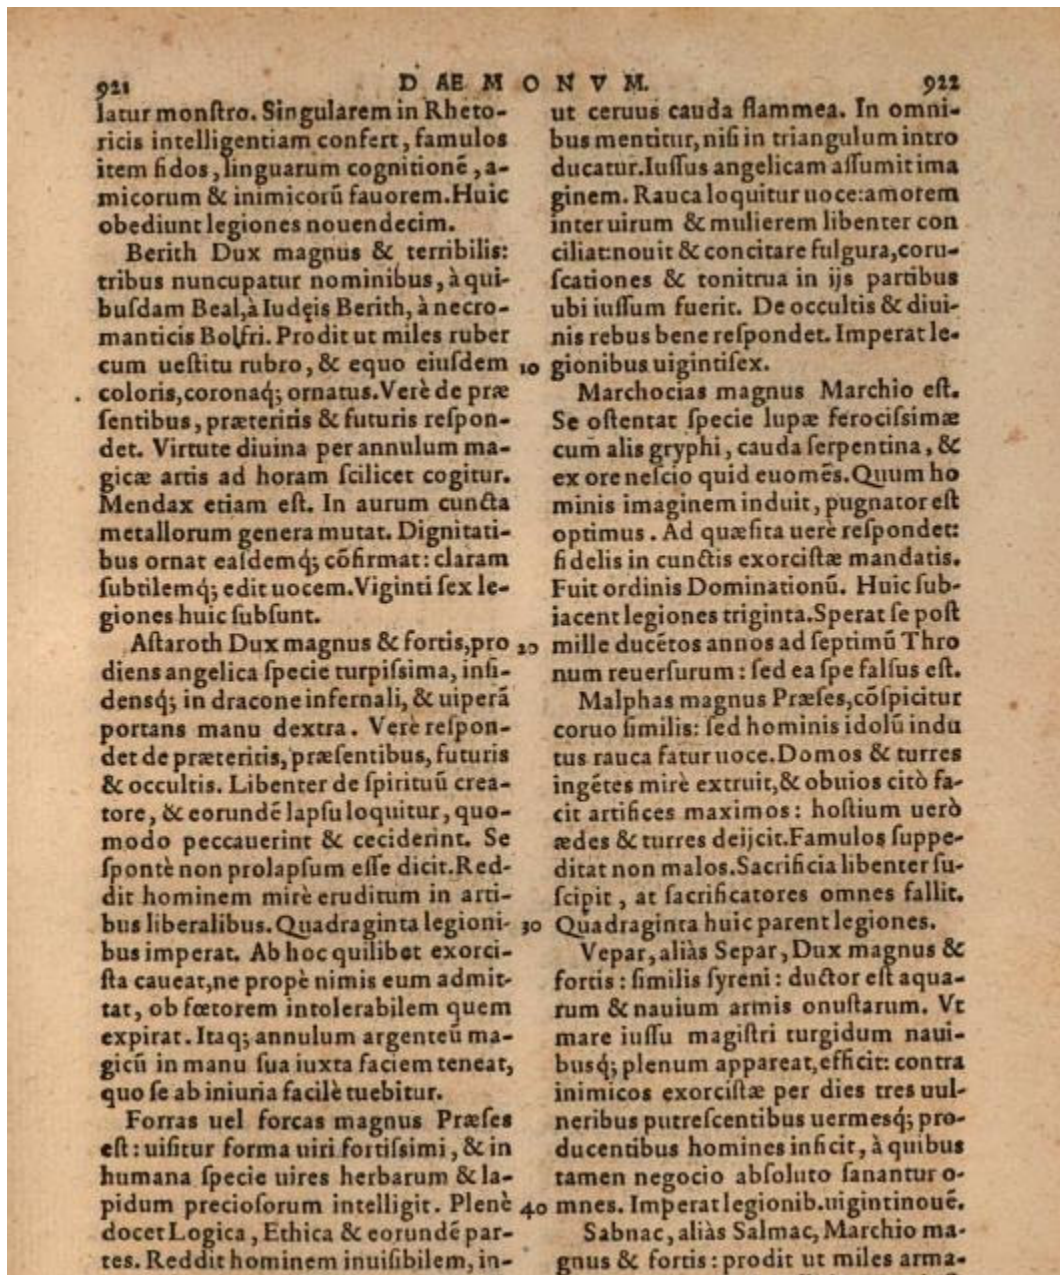 921
DAEMONVM.
922
latur monſtro. Singularem in Rheto-
ricis intelligentiam confert, famulos
item fidos, linguarum cognitionē, a-
micorum & inimicorū fauorem. Huic
obediunt legiones nouendecim.
Berith Dux magnus & terribilis:
tribus nuncupatur nominibus, à qui-
buſdam Beal, à Iudęis Berith, à necro-
manticis Bolfri. Prodit ut miles ruber
cum ueſtitu rubro, & equo eiuſdem
coloris, coronaq́; ornatus. Verè de præ
ſentibus, præteritis & futuris reſpon-
det. Virtute diuina per annulum ma-
gicæ artis ad horam ſcilicet cogitur.
Mendax etiam eſt. In aurum cuncta
metallorum genera mutat. Dignitati-
bus ornat eaſdemq́; cōfirmat: claram
ſubtilemq́; edit uocem. Viginti ſex le-
giones huic ſubſunt.
Aſtaroth Dux magnus & fortis, pro
diens angelica ſpecie turpiſsima, inſi-
densq́; in dracone infernali, & uiperā
portans manu dextra. Verè reſpon-
det de præteritis, præſentibus, futuris
& occultis. Libenter de ſpirituū crea-
tore, & eorundē lapſu loquitur, quo-
modo peccauerint & ceciderint. Se
ſpontè non prolapſum eſſe dicit. Red-
dit hominem mirè eruditum in arti-
bus liberalibus. Quadraginta legioni-
bus imperat. Ab hoc quilibet exorci-
ſta caueat, ne propè nimis eum admit-
tat, ob fœtorem intolerabilem quem
expirat. Itaq; annulum argenteū ma-
gicū in manu ſua iuxta faciem teneat,
quo ſe ab iniuria facilè tuebitur.
Forras uel forcas magnus Præſes
eſt: uiſitur forma uiri fortiſsimi, & in
humana ſpecie uires herbarum & la-
pidum precioſorum intelligit. Plenè
docet Logica, Ethica & eorundē par-
tes. Reddit hominem inuiſibilem, in-
10
20
30
40
ut ceruus cauda flammea. In omni-
bus mentitur, niſi in triangulum intro
ducatur. Iuſſus angelicam aſſumit ima
ginem. Rauca loquitur uoce: amorem
inter uirum & mulierem libenter con
ciliat: nouit & concitare fulgura, coru-
ſcationes & tonitrua in ijs partibus
ubi iuſſum fuerit. De occultis & diui-
nis rebus bene reſpondet. Imperat le-
gionibus uigintiſex.
Marchocias magnus Marchio eſt.
Se oſtentat ſpecie lupæ ferociſsimæ
cum alis gryphi, cauda ſerpentina, &
ex ore neſcio quid euomēs. Quum ho
minis imaginem induit, pugnator eſt
optimus. Ad quæſita uerè reſpondet:
fidelis in cunctis exorciſtæ mandatis.
Fuit ordinis Dominationū. Huic ſub-
iacent legiones triginta. Sperat ſe poſt
mille ducētos annos ad ſeptimū Thro
num reuerſurum: ſed ea ſpe falſus eſt.
Malphas magnus Præſes, cōſpicitur
coruo ſimilis: ſed hominis idolū indu
tus rauca fatur uoce. Domos & turres
ingētes mirè extruit, & obuios citò fa-
cit artifices maximos: hoſtium uerò
ædes & turres deijcit. Famulos ſuppe-
ditat non malos. Sacrificia libenter ſu-
ſcipit, at ſacrificatores omnes fallit.
Quadraginta huic parent legiones.
Vepar, aliàs Separ, Dux magnus &
fortis: ſimilis ſyreni: ductor eſt aqua-
rum & nauium armis onuſtarum. Vt
mare iuſſu magiſtri turgidum naui-
busq́; plenum appareat, efficit: contra
inimicos exorciſtæ per dies tres uul-
neribus putreſcentibus uermesq́; pro-
ducentibus homines inficit, à quibus
tamen negocio abſoluto ſanantur o-
mnes. Imperat legionib. uigintinouē.
Sabnac, aliàs Salmac, Marchio ma-
gnus & fortis: prodit ut miles arma-